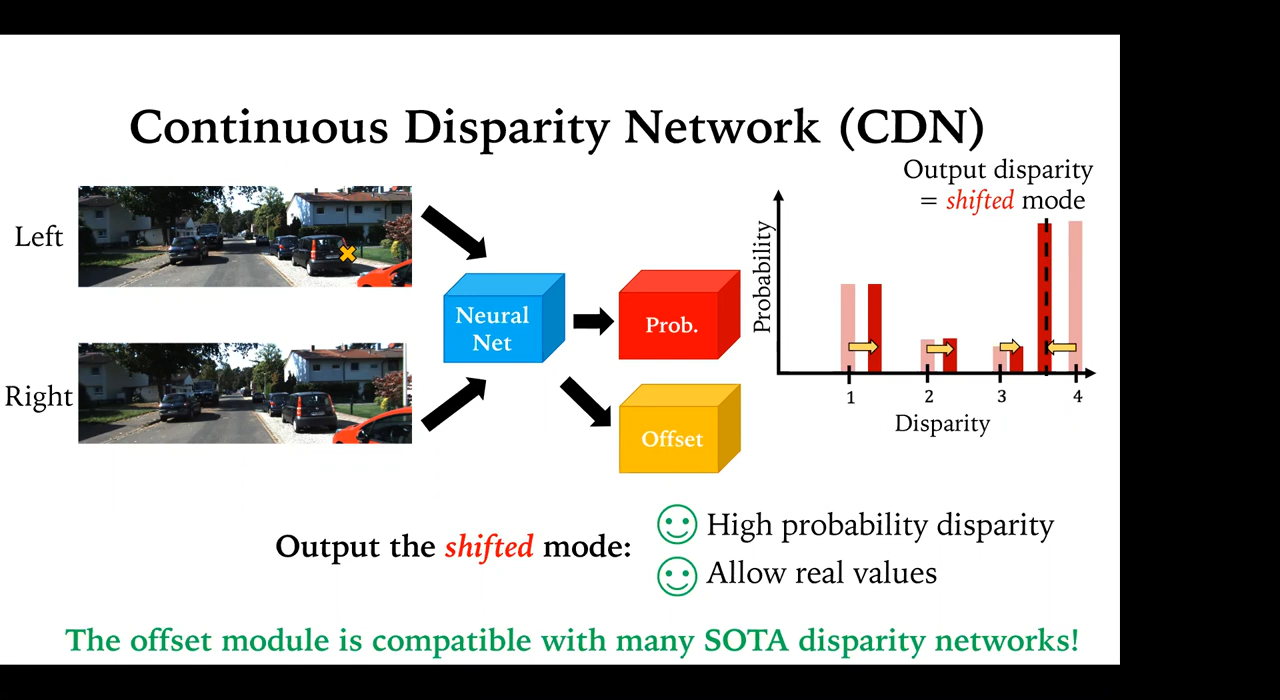 Continuous Disparity Network (CDN)
Left
Right
Neural
Net
Prob.
Offset
Output disparity
= shifted mode
Probability
1 2 3 4
Disparity
Output the shifted mode:
High probability disparity
Allow real values
The offset module is compatible with many SOTA disparity networks!